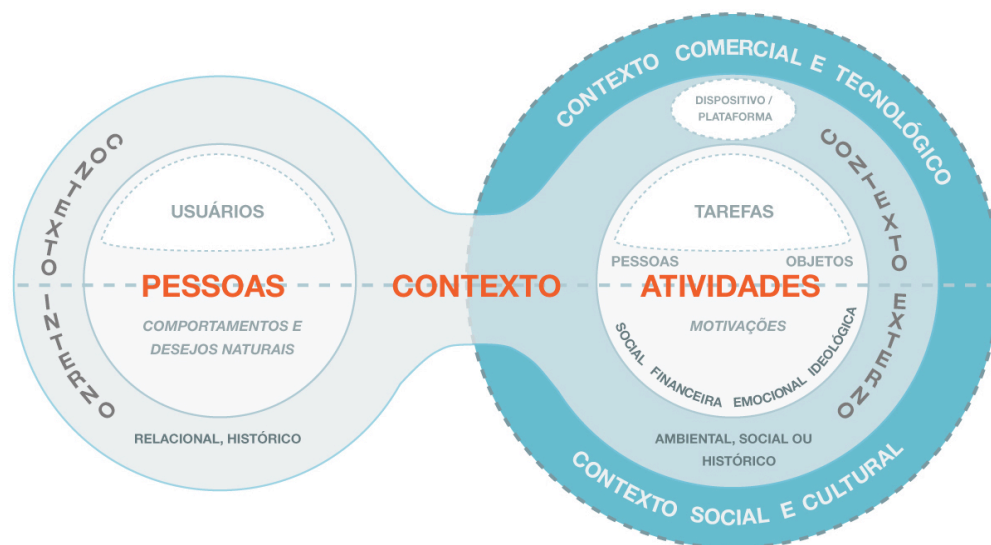 CONTEXTO COMERCIAL E TECNOLÓGICO
DISPOSITIVO /
PLATAFORMA
CONTEXTO INTERNO
CONTEXTO EXTERNO
USUÁRIOS
TAREFAS
PESSOAS
OBJETOS
PESSOAS
CONTEXTO
ATIVIDADES
COMPORTAMENTOS E
DESEJOS NATURAIS
MOTIVAÇÕES
SOCIAL FINANCEIRA EMOCIONAL IDEOLÓGICA
RELACIONAL, HISTÓRICO
AMBIENTAL, SOCIAL OU
HISTÓRICO
CONTEXTO SOCIAL E CULTURAL